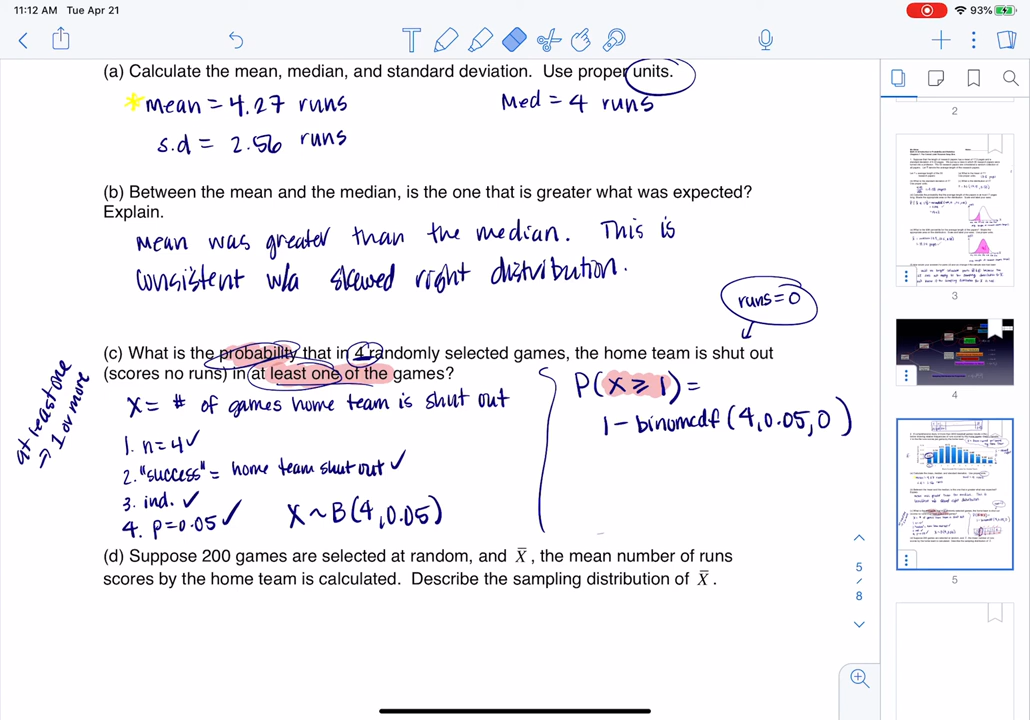 11:12 AM Tue Apr 21
93%
(a) Calculate the mean, median, and standard deviation. Use proper units.
*mean = 4.27 runs
Med = 4 runs
s.d = 2.56 runs
(b) Between the mean and the median, is the one that is greater what was expected?
Explain.
Mean was greater than the median. This is
consistent w/a skewed right distribution.
runs = 0
(c) What is the probability that in 4 randomly selected games, the home team is shut out
(scores no runs) in at least one of the games?
at least one
→ 1 or more
X = # of games home team is shut out
1. n=4 ✓
2. "success" = home team shut out ✓
3. ind. ✓
4. p=0.05 ✓
X ~ B(4, 0.05)
P(X ≥ 1) =
1 - binomcdf (4, 0.05, 0)
(d) Suppose 200 games are selected at random, and X̄, the mean number of runs
scores by the home team is calculated. Describe the sampling distribution of X̄.
5
/
8
2
3
4
5